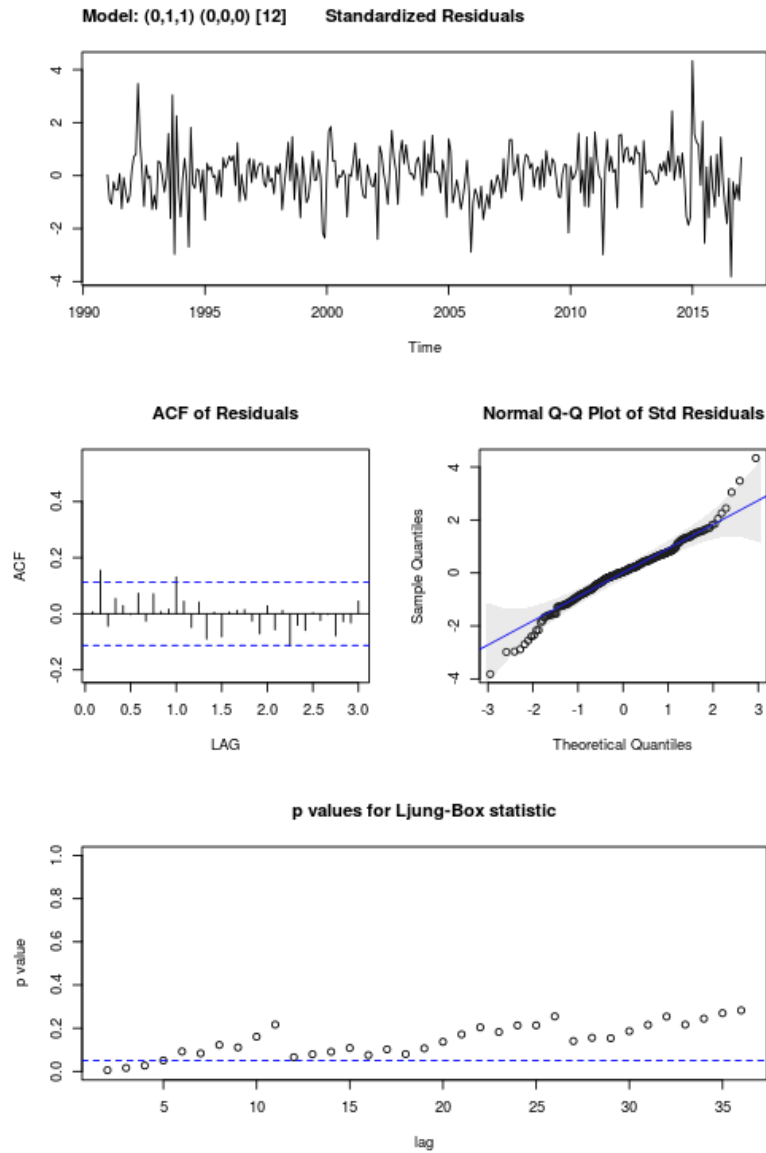 Model: (0,1,1) (0,0,0) [12] Standardized Residuals
4
2
0
-2
-4
1990 1995 2000 2005 2010 2015
Time
ACF of Residuals
ACF
0.4
0.2
0.0
-0.2
0.0 0.5 1.0 1.5 2.0 2.5 3.0
LAG
Normal Q-Q Plot of Std Residuals
Sample Quantiles
4
2
0
-2
-4
-3 -2 -1 0 1 2 3
Theoretical Quantiles
p values for Ljung-Box statistic
p value
1.0
0.8
0.6
0.4
0.2
0.0
5 10 15 20 25 30 35
lag